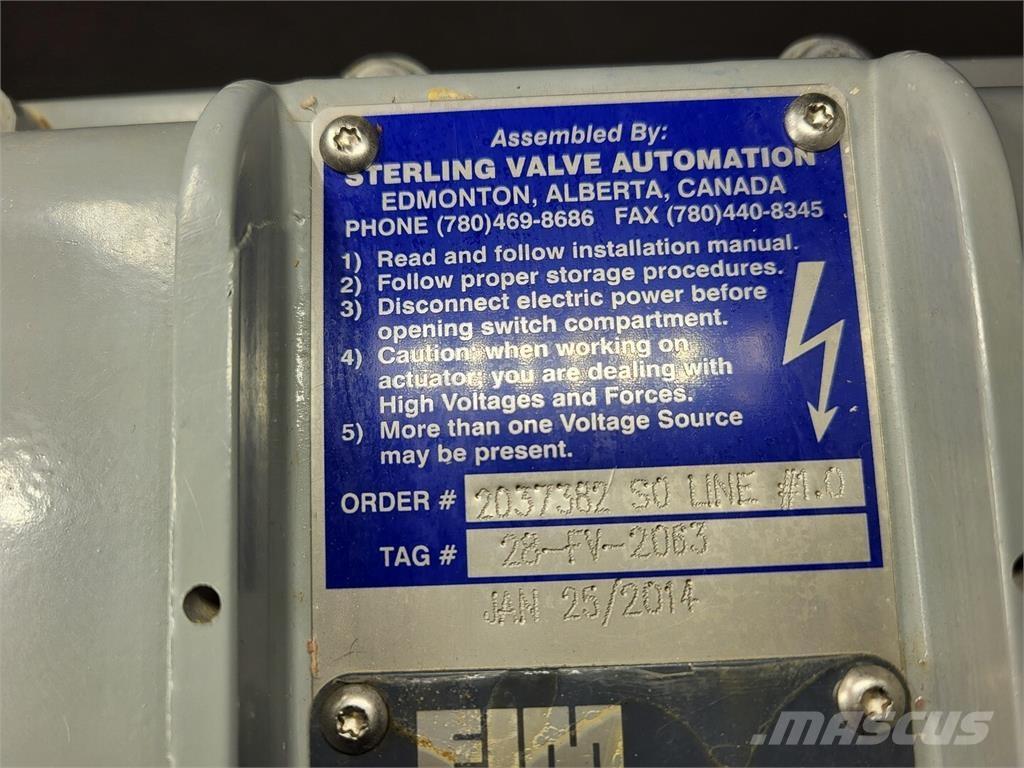 Assembled By:
STERLING VALVE AUTOMATION
EDMONTON, ALBERTA, CANADA
PHONE (780)469-8686 FAX (780)440-8345
1) Read and follow installation manual.
2) Follow proper storage procedures.
3) Disconnect electric power before
opening switch compartment.
4) Caution, when working on
actuator, you are dealing with
High Voltages and Forces.
5) More than one Voltage Source
may be present.
ORDER # 2037382 SO LINE #1.0
TAG # 28-FV-2063
JAN 25/2014
EIM
MASCUS